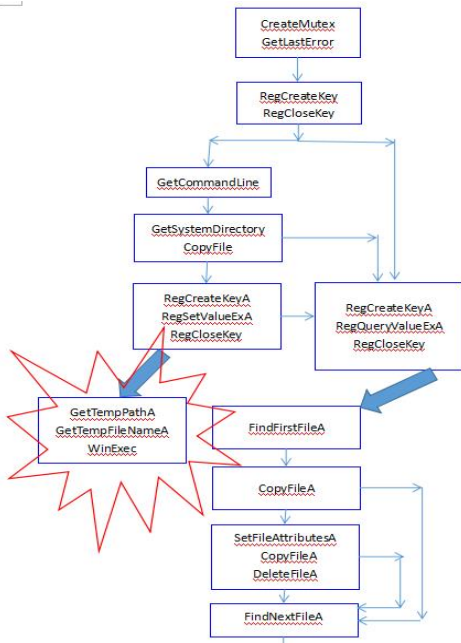 CreateMutex
GetLastError
RegCreateKey
RegCloseKey
GetCommandLine
GetSystemDirectory
CopyFile
RegCreateKeyA
RegSetValueExA
RegCloseKey
RegCreateKeyA
RegQueryValueExA
RegCloseKey
GetTempPathA
GetTempFileNameA
WinExec
FindFirstFileA
CopyFileA
SetFileAttributesA
CopyFileA
DeleteFileA
FindNextFileA